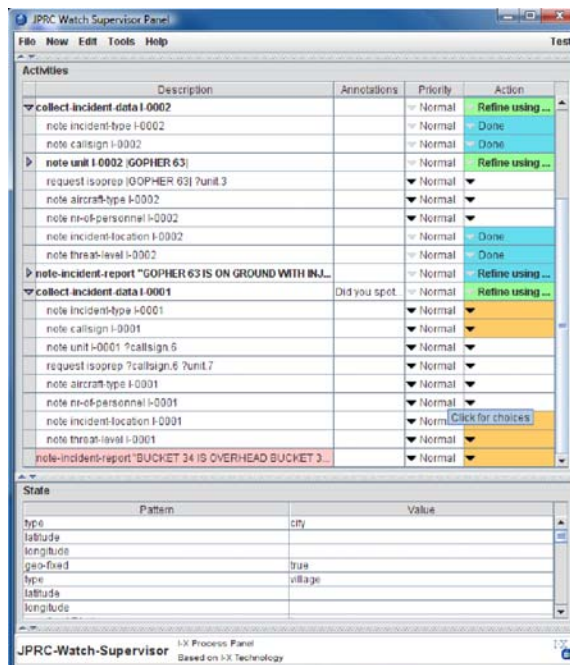 JPRC Watch Supervisor Panel
File New Edit Tools Help Test
Activities
Description Annotations Priority Action
collect-incident-data I-0002 Normal Refine using ...
note incident-type I-0002 Normal Done
note callsign I-0002 Normal Done
note unit I-0002 |GOPHER 63| Normal Refine using ...
request isoprep |GOPHER 63| ?unit.3 Normal
note aircraft-type I-0002 Normal
note nr-of-personnel I-0002 Normal
note incident-location I-0002 Normal Done
note threat-level I-0002 Normal Done
note-incident-report "GOPHER 63 IS ON GROUND WITH INJ... Normal Refine using ...
collect-incident-data I-0001 Did you spot... Normal Refine using ...
note incident-type I-0001 Normal
note callsign I-0001 Normal
note unit I-0001 ?callsign.6 Normal
request isoprep ?callsign.6 ?unit.7 Normal
note aircraft-type I-0001 Normal
note nr-of-personnel I-0001 Normal
Click for choices
note incident-location I-0001 Normal
note threat-level I-0001 Normal
note-incident-report "BUCKET 34 IS OVERHEAD BUCKET 3... Normal
State
Pattern Value
type city
latitude
longitude
geo-fixed true
type village
latitude
longitude
JPRC-Watch-Supervisor
I-X Process Panel
Based on I-X Technology
I-X